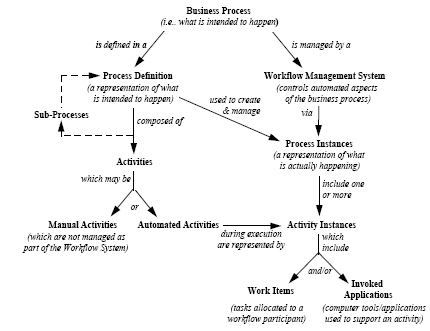 Business Process
(i.e.. what is intended to happen)
is defined in a
is managed by a
Process Definition
(a representation of what
is intended to happen)
Workflow Management System
(controls automated aspects
of the business process)
used to create
& manage
Sub-Processes
composed of
via
Process Instances
(a representation of what
is actually happening)
Activities
which may be
include one
or more
or
Manual Activities
(which are not managed as
part of the Workflow System)
Automated Activities
during execution
are represented by
Activity Instances
which
include
and/or
Work Items
(tasks allocated to a
workflow participant)
Invoked
Applications
(computer tools/applications
used to support an activity)